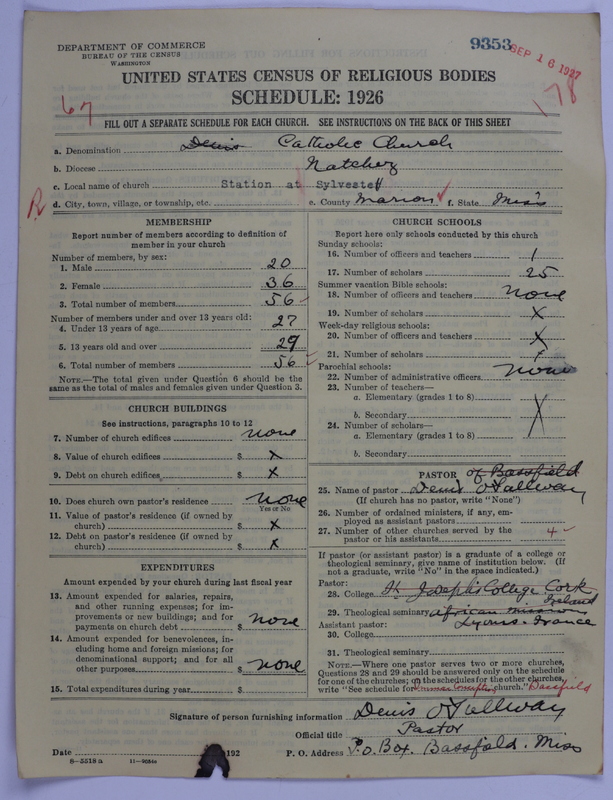 DEPARTMENT OF COMMERCE
BUREAU OF THE CENSUS
WASHINGTON
9353
SEP 16 1927
UNITED STATES CENSUS OF RELIGIOUS BODIES
SCHEDULE: 1926
67
178
FILL OUT A SEPARATE SCHEDULE FOR EACH CHURCH. SEE INSTRUCTIONS ON THE BACK OF THIS SHEET
a. Denomination Denis Catholic Church
b. Diocese Natchez
c. Local name of church Station at Sylvester
R
d. City, town, village, or township, etc. e. County Marion f. State Miss
MEMBERSHIP
Report number of members according to definition of
member in your church
Number of members, by sex:
1. Male 20
2. Female 36
3. Total number of members 56
Number of members under and over 13 years old:
4. Under 13 years of age 27
5. 13 years old and over 29
6. Total number of members 56
NOTE.—The total given under Question 6 should be
same as the total of males and females given under Question 3.
CHURCH BUILDINGS
See instructions, paragraphs 10 to 12
7. Number of church edifices none
8. Value of church edifices $ x
9. Debt on church edifices $ x
10. Does church own pastor's residence none
Yes or No
11. Value of pastor's residence (if owned by
church) $ x
12. Debt on pastor's residence (if owned by
church) $ x
EXPENDITURES
Amount expended by your church during last fiscal year
13. Amount expended for salaries, repairs,
and other running expenses; for im-
provements or new buildings; and for
payments on church debt $ none
14. Amount expended for benevolences, in-
cluding home and foreign missions; for
denominational support; and for all
other purposes $ none
15. Total expenditures during year $
CHURCH SCHOOLS
Report here only schools conducted by this church
Sunday schools:
16. Number of officers and teachers 1
17. Number of scholars 25
Summer vacation Bible schools:
18. Number of officers and teachers none
19. Number of scholars x
Week-day religious schools:
20. Number of officers and teachers x
21. Number of scholars x
Parochial schools:
22. Number of administrative officers none
23. Number of teachers—
a. Elementary (grades 1 to 8)
b. Secondary
x
24. Number of scholars—
a. Elementary (grades 1 to 8)
b. Secondary
PASTOR of Bassfield
25. Name of pastor Denis O'Sullivay
(If church has no pastor, write "None")
26. Number of ordained ministers, if any, em-
ployed as assistant pastors
27. Number of other churches served by the
pastor or his assistants 4
If pastor (or assistant pastor) is a graduate of a college or
theological seminary, give name of institution below. (If
not a graduate, write "No" in the space indicated.)
Pastor:
28. College St Josephs College Cork
Ireland
29. Theological seminary African Mission
Assistant pastor: Lyons. France
30. College
31. Theological seminary
NOTE.—Where one pastor serves two or more churches,
Questions 28 and 29 should be answered only on the schedule
for one of the churches; on the schedules for the other churches,
write "See schedule for church." Bassfield
Signature of person furnishing information Denis O'Sullivay
Official title Pastor
Date 192 P. O. Address P.O. Box. Bassfield. Miss
8-5518 a 11-9054a